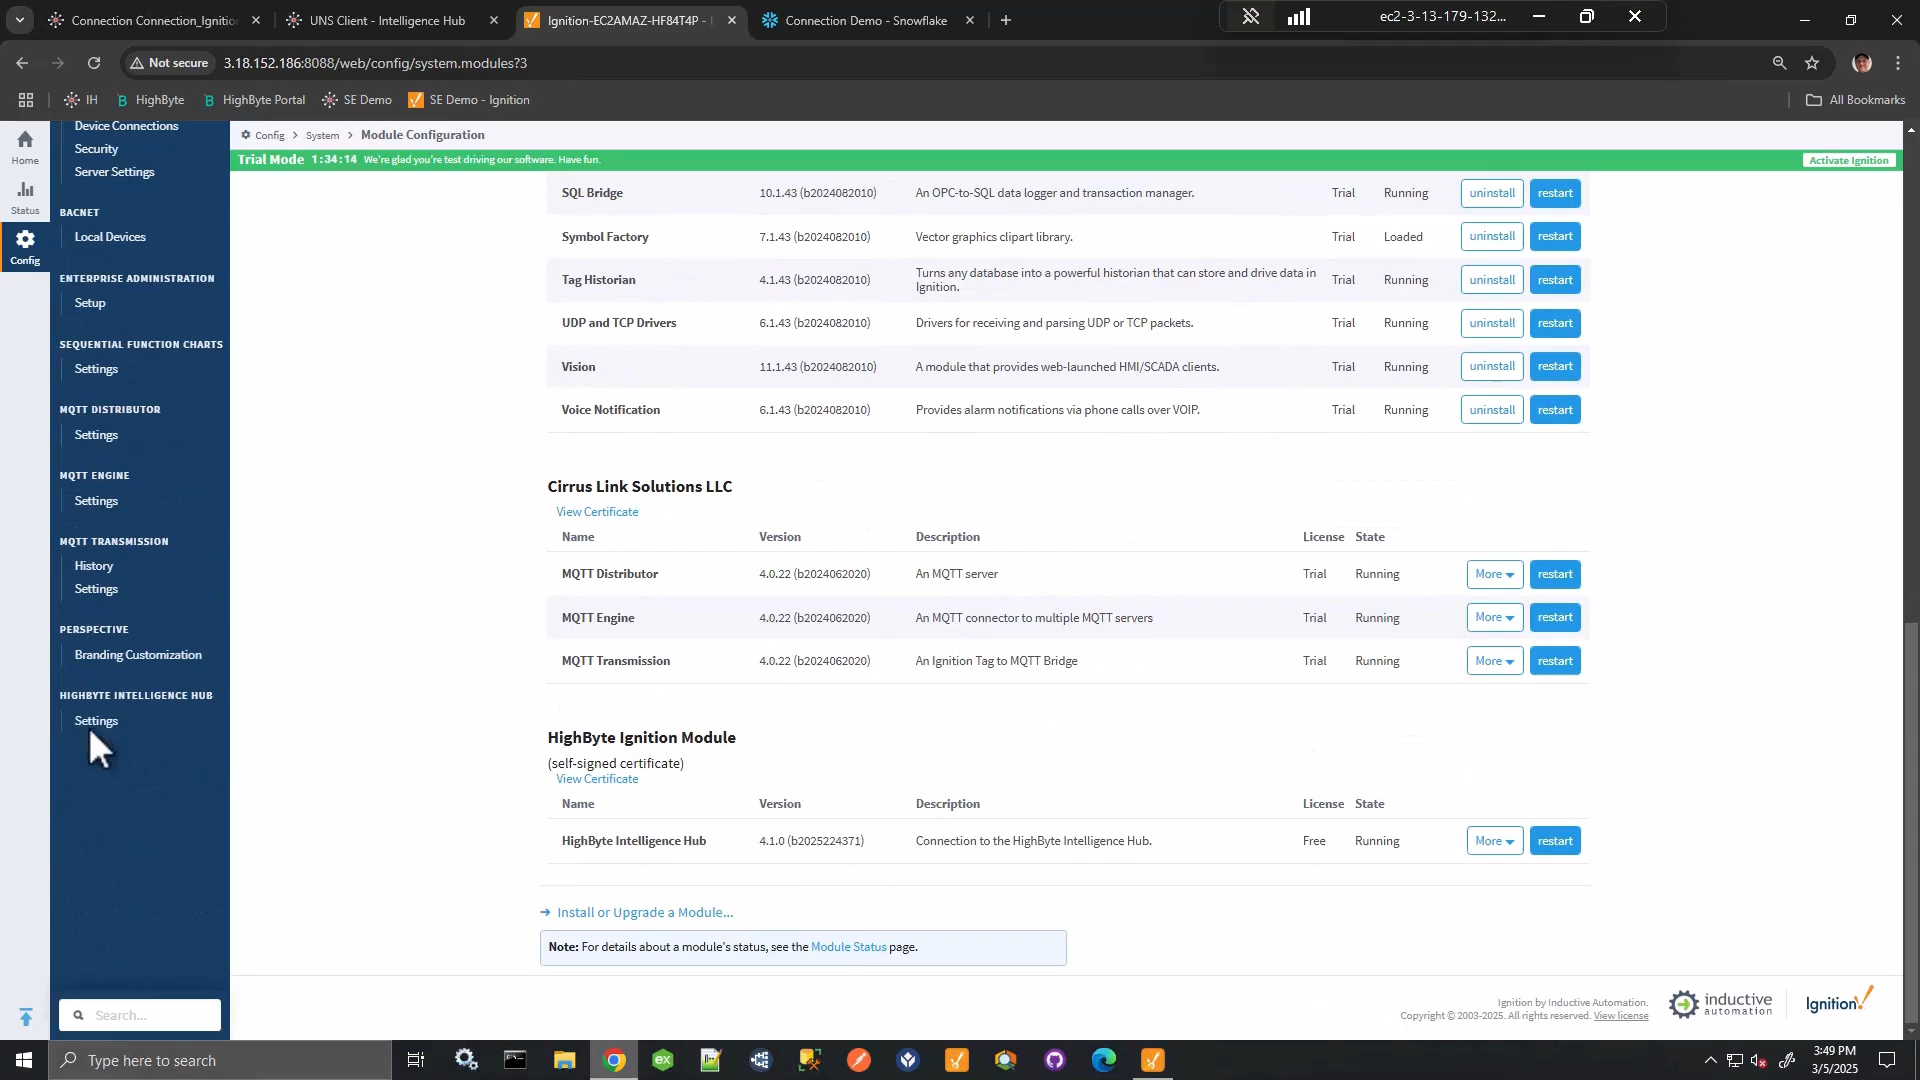 Connection Connection_Ignitio
UNS Client - Intelligence Hub
Ignition-EC2AMAZ-HF84T4P -
Connection Demo - Snowflake
ec2-3-13-179-132...
Not secure
3.18.152.186:8088/web/config/system.modules?3
IH
HighByte
HighByte Portal
SE Demo
SE Demo - Ignition
All Bookmarks
Home
Status
Config
Device Connections
Security
Server Settings
BACNET
Local Devices
ENTERPRISE ADMINISTRATION
Setup
SEQUENTIAL FUNCTION CHARTS
Settings
MQTT DISTRIBUTOR
Settings
MQTT ENGINE
Settings
MQTT TRANSMISSION
History
Settings
PERSPECTIVE
Branding Customization
HIGHBYTE INTELLIGENCE HUB
Settings
Search...
Config > System > Module Configuration
Trial Mode 1:34:14 We're glad you're test driving our software. Have fun.
Activate Ignition
SQL Bridge 10.1.43 (b2024082010) An OPC-to-SQL data logger and transaction manager. Trial Running uninstall restart
Symbol Factory 7.1.43 (b2024082010) Vector graphics clipart library. Trial Loaded uninstall restart
Tag Historian 4.1.43 (b2024082010) Turns any database into a powerful historian that can store and drive data in Trial Running uninstall restart
Ignition.
UDP and TCP Drivers 6.1.43 (b2024082010) Drivers for receiving and parsing UDP or TCP packets. Trial Running uninstall restart
Vision 11.1.43 (b2024082010) A module that provides web-launched HMI/SCADA clients. Trial Running uninstall restart
Voice Notification 6.1.43 (b2024082010) Provides alarm notifications via phone calls over VOIP. Trial Running uninstall restart
Cirrus Link Solutions LLC
View Certificate
Name Version Description License State
MQTT Distributor 4.0.22 (b2024062020) An MQTT server Trial Running More restart
MQTT Engine 4.0.22 (b2024062020) An MQTT connector to multiple MQTT servers Trial Running More restart
MQTT Transmission 4.0.22 (b2024062020) An Ignition Tag to MQTT Bridge Trial Running More restart
HighByte Ignition Module
(self-signed certificate)
View Certificate
Name Version Description License State
HighByte Intelligence Hub 4.1.0 (b2025224371) Connection to the HighByte Intelligence Hub. Free Running More restart
Install or Upgrade a Module...
Note: For details about a module's status, see the Module Status page.
Ignition by Inductive Automation.
Copyright © 2003-2025. All rights reserved. View license
inductive
automation
Ignition
Type here to search
3:49 PM
3/5/2025